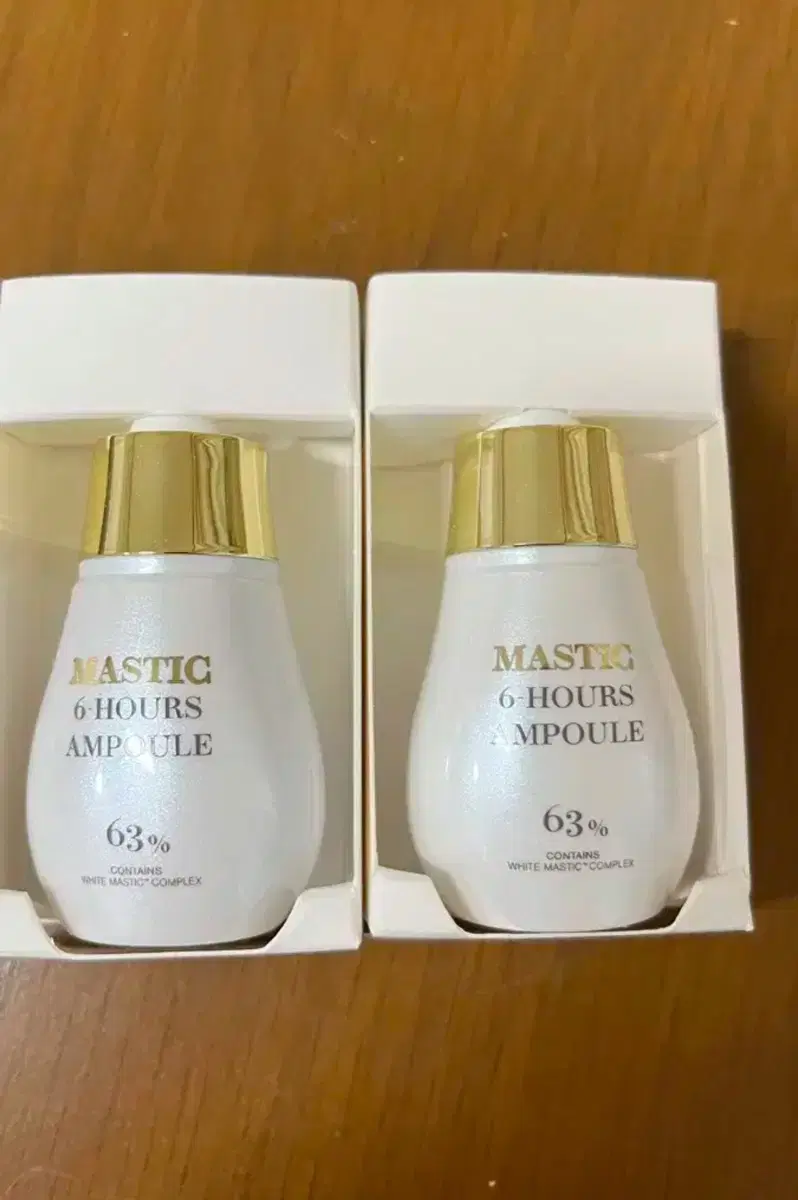 MASTIC
6-HOURS
AMPOULE
63%
CONTAINS
WHITE MASTIC™ COMPLEX
MASTIC
6-HOURS
AMPOULE
63%
CONTAINS
WHITE MASTIC™ COMPLEX